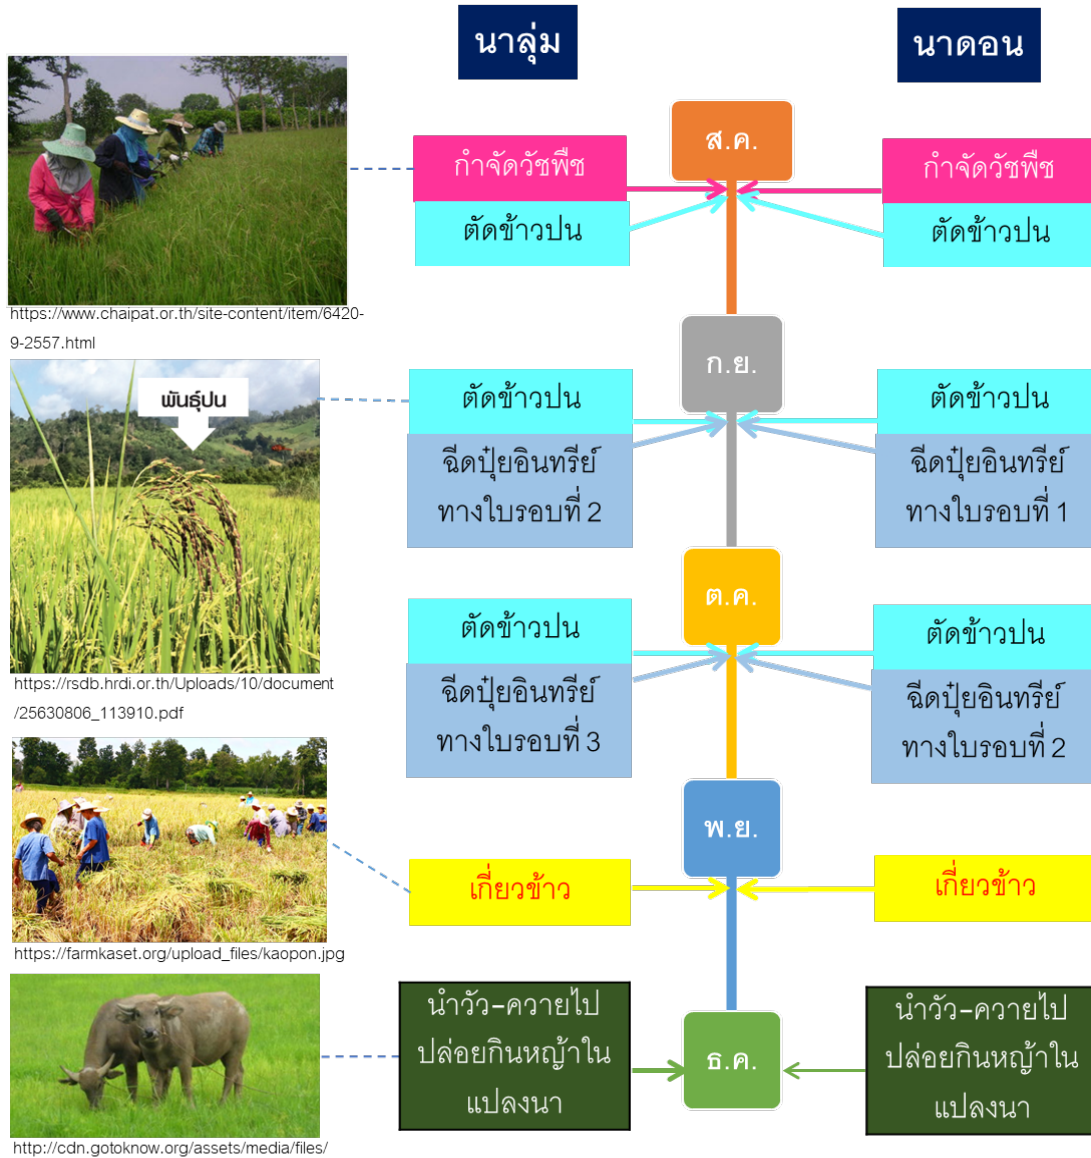 นาลุ่ม
นาดอน
ส.ค.
กำจัดวัชพืช
ตัดข้าวปน
กำจัดวัชพืช
ตัดข้าวปน
https://www.chaipat.or.th/site-content/item/6420-
9-2557.html
ก.ย.
พันธุ์ปน
ตัดข้าวปน
ฉีดปุ๋ยอินทรีย์
ทางใบรอบที่ 2
ตัดข้าวปน
ฉีดปุ๋ยอินทรีย์
ทางใบรอบที่ 1
https://rsdb.hrdi.or.th/Uploads/10/document
/25630806_113910.pdf
ต.ค.
ตัดข้าวปน
ฉีดปุ๋ยอินทรีย์
ทางใบรอบที่ 3
ตัดข้าวปน
ฉีดปุ๋ยอินทรีย์
ทางใบรอบที่ 2
พ.ย.
เกี่ยวข้าว
เกี่ยวข้าว
https://farmkaset.org/upload_files/kaopon.jpg
นำวัว-ควายไป
ปล่อยกินหญ้าใน
แปลงนา
ธ.ค.
นำวัว-ควายไป
ปล่อยกินหญ้าใน
แปลงนา
http://cdn.gotoknow.org/assets/media/files/